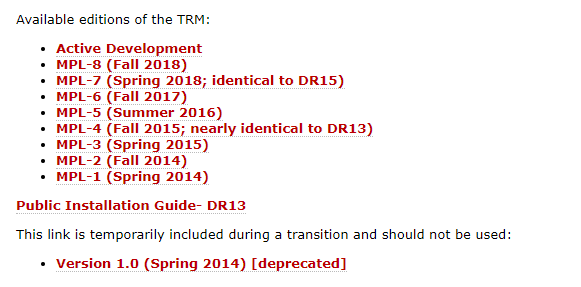 Available editions of the TRM:
Active Development
MPL-8 (Fall 2018)
MPL-7 (Spring 2018; identical to DR15)
MPL-6 (Fall 2017)
MPL-5 (Summer 2016)
MPL-4 (Fall 2015; nearly identical to DR13)
MPL-3 (Spring 2015)
MPL-2 (Fall 2014)
MPL-1 (Spring 2014)
Public Installation Guide- DR13
This link is temporarily included during a transition and should not be used:
Version 1.0 (Spring 2014) [deprecated]